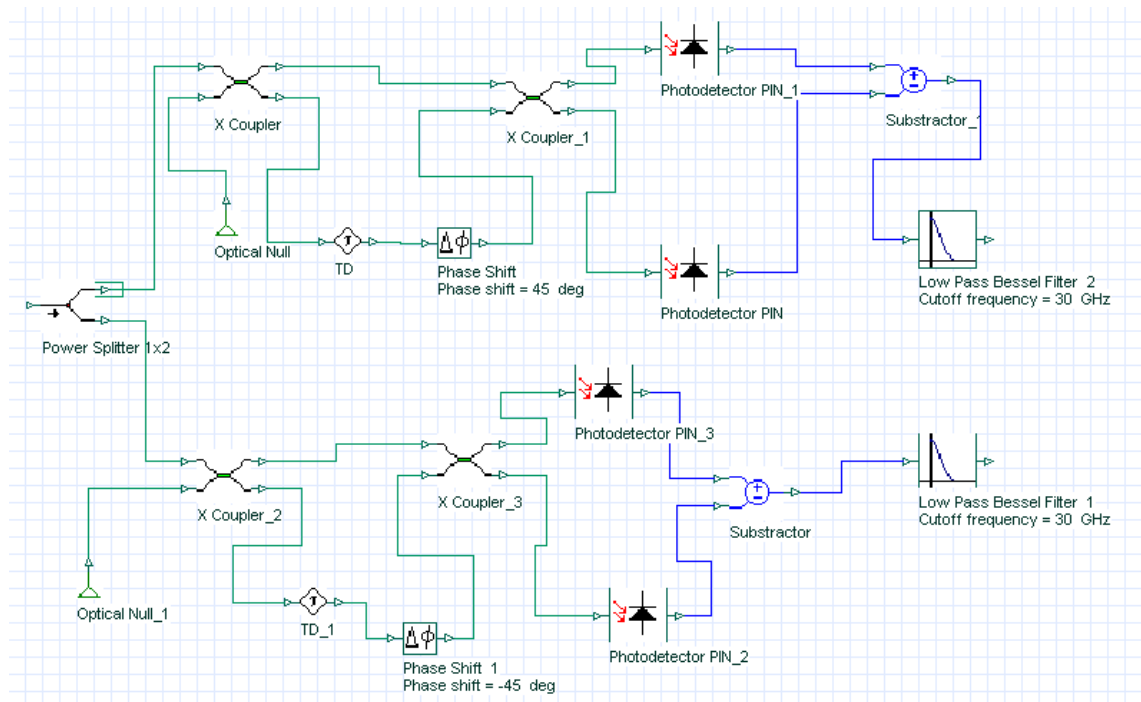 Photodetector PIN_1
X Coupler
X Coupler_1
Substractor_1
Optical Null
TD
Phase Shift
Phase shift = 45 deg
Low Pass Bessel Filter 2
Cutoff frequency = 30 GHz
Photodetector PIN
Power Splitter 1x2
Photodetector PIN_3
X Coupler_2
X Coupler_3
Low Pass Bessel Filter 1
Cutoff frequency = 30 GHz
Substractor
Optical Null_1
TD_1
Photodetector PIN_2
Phase Shift 1
Phase shift = -45 deg